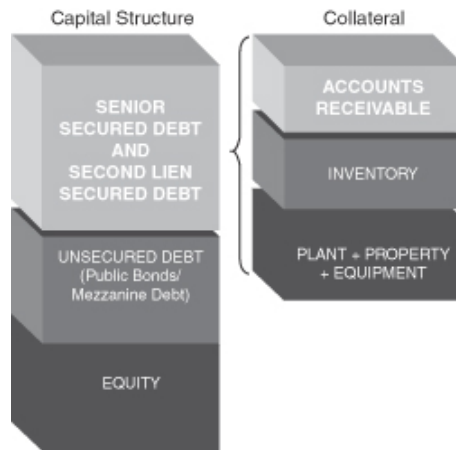 Capital Structure
SENIOR
SECURED DEBT
AND
SECOND LIEN
SECURED DEBT
UNSECURED DEBT
(Public Bonds/
Mezzanine Debt)
EQUITY
Collateral
ACCOUNTS
RECEIVABLE
INVENTORY
PLANT + PROPERTY
+ EQUIPMENT